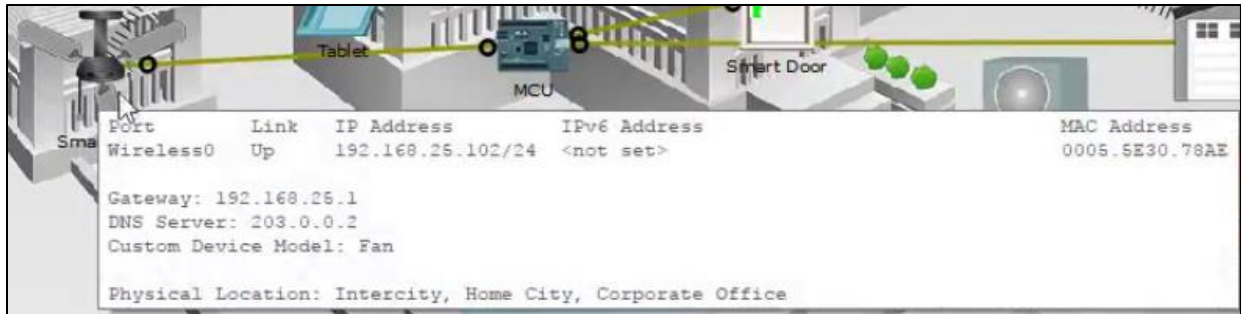 Tablet
MCU
Smart Door
Sma
Port Link IP Address IPv6 Address MAC Address
Wireless0 Up 192.168.25.102/24 <not set> 0005.5E30.78AE
Gateway: 192.168.25.1
DNS Server: 203.0.0.2
Custom Device Model: Fan
Physical Location: Intercity, Home City, Corporate Office